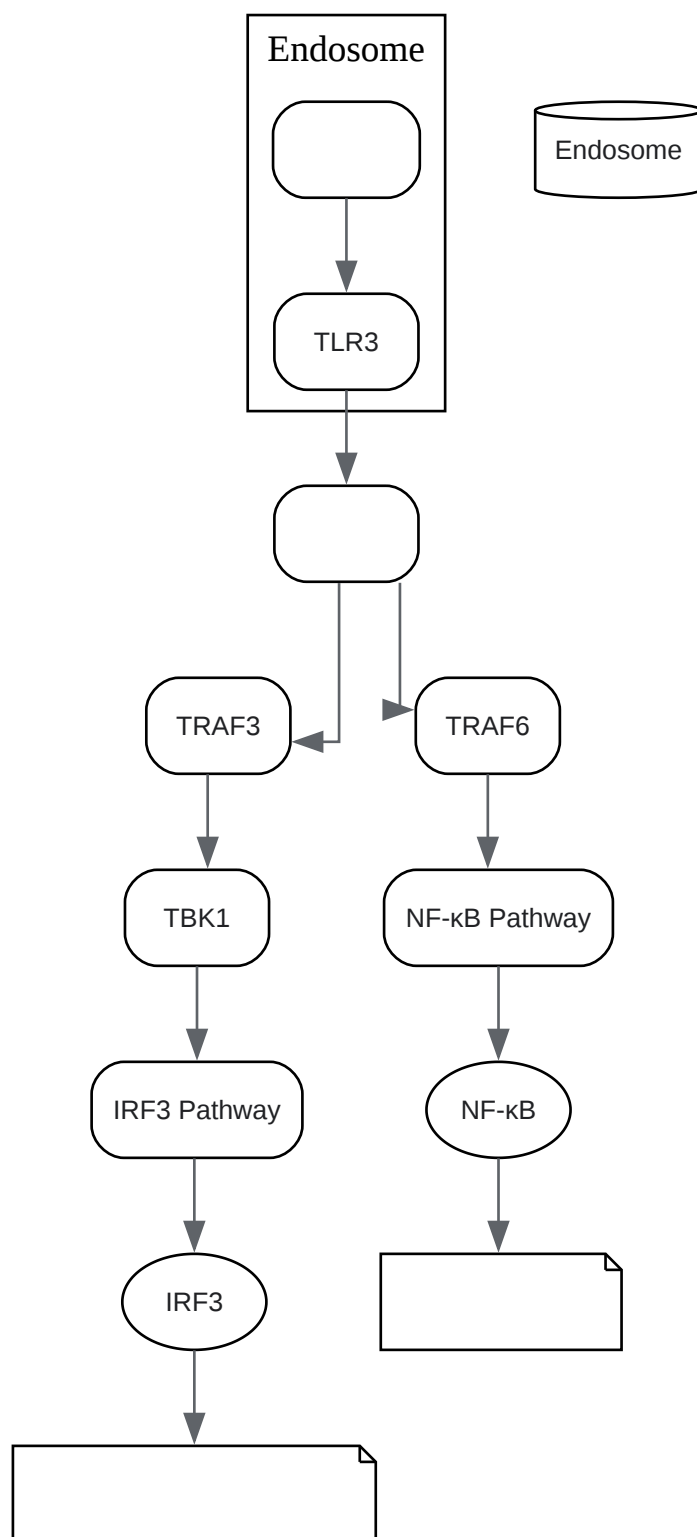 Endosome
Endosome
TLR3
TRAF3
TRAF6
TBK1
NF-κB Pathway
IRF3 Pathway
NF-κB
IRF3